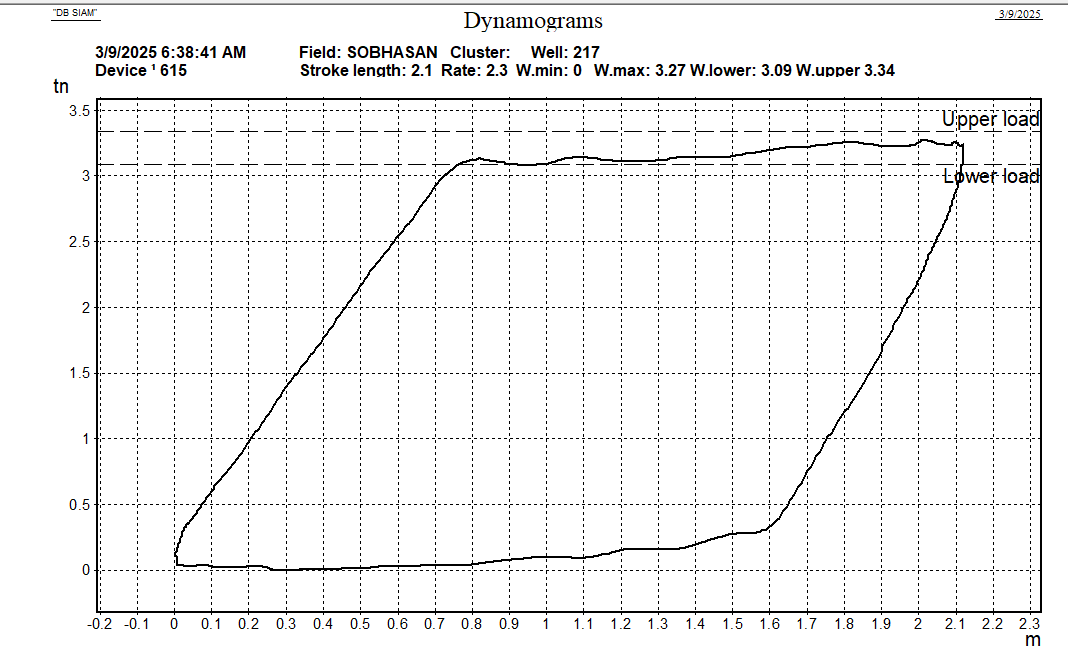 "DB SIAM"
Dynamograms
3/9/2025
3/9/2025 6:38:41 AM Field: SOBHASAN Cluster: Well: 217
Device ¹ 615 Stroke length: 2.1 Rate: 2.3 W.min: 0 W.max: 3.27 W.lower: 3.09 W.upper 3.34
tn
3.5
Upper load
3
Lower load
2.5
2
1.5
1
0.5
0
-0.2 -0.1 0 0.1 0.2 0.3 0.4 0.5 0.6 0.7 0.8 0.9 1 1.1 1.2 1.3 1.4 1.5 1.6 1.7 1.8 1.9 2 2.1 2.2 2.3
m